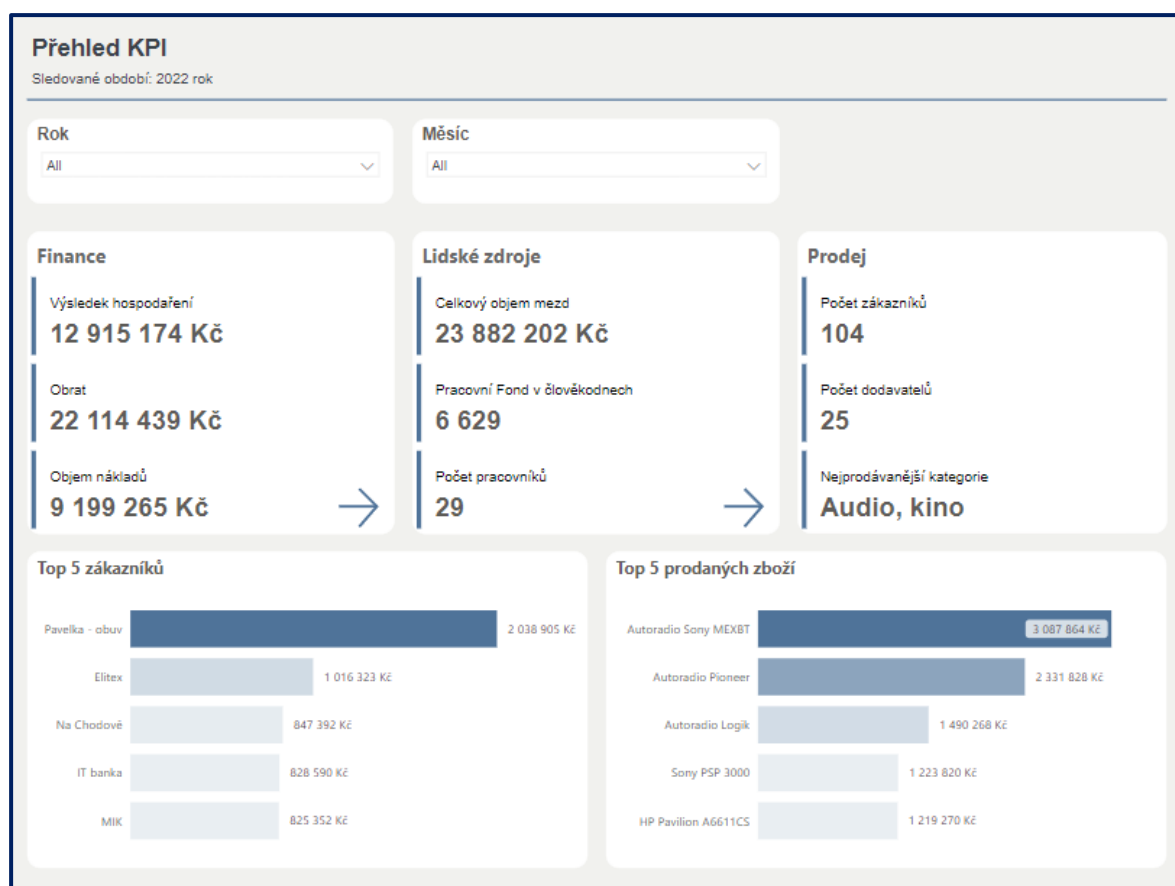 Přehled KPI
Sledované období: 2022 rok
Rok
All
Měsíc
All
Finance
Výsledek hospodaření
12 915 174 Kč
Obrat
22 114 439 Kč
Objem nákladů
9 199 265 Kč
Lidské zdroje
Celkový objem mezd
23 882 202 Kč
Pracovní Fond v člověkodnech
6 629
Počet pracovníků
29
Prodej
Počet zákazníků
104
Počet dodavatelů
25
Nejprodávanější kategorie
Audio, kino
Top 5 zákazníků
Pavelka - obuv 2 038 905 Kč
Elitex 1 016 323 Kč
Na Chodově 847 392 Kč
IT banka 828 590 Kč
MIK 825 352 Kč
Top 5 prodaných zboží
Autoradio Sony MEXBT 3 087 864 Kč
Autoradio Pioneer 2 331 828 Kč
Autoradio Logik 1 490 268 Kč
Sony PSP 3000 1 223 820 Kč
HP Pavilion A6611CS 1 219 270 Kč